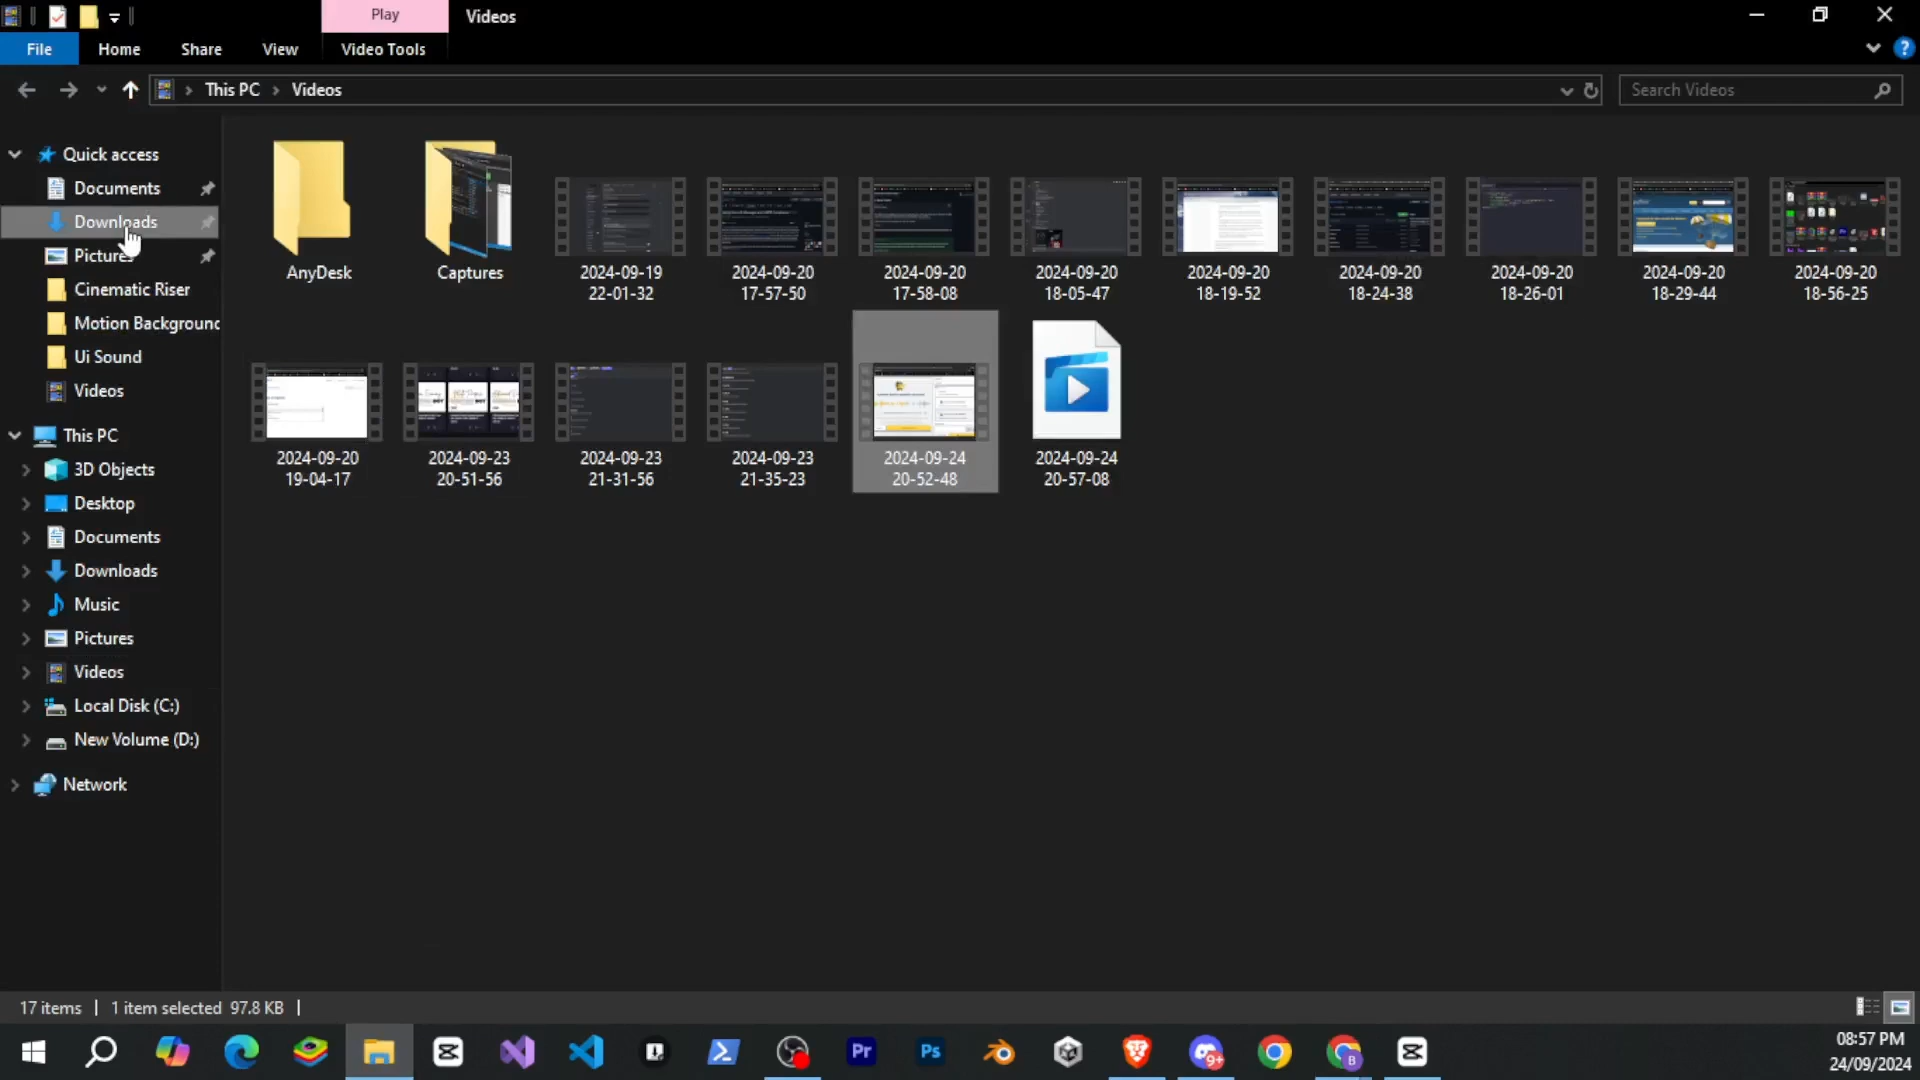 Play
Videos
File
Home
Share
View
Video Tools
This PC
Videos
Search Videos
Quick access
Documents
Downloads
Pictures
Cinematic Riser
Motion Background
Ui Sound
Videos
This PC
3D Objects
Desktop
Documents
Downloads
Music
Pictures
Videos
Local Disk (C:)
New Volume (D:)
Network
AnyDesk
Captures
2024-09-19
22-01-32
2024-09-20
17-57-50
2024-09-20
17-58-08
2024-09-20
18-05-47
2024-09-20
18-19-52
2024-09-20
18-24-38
2024-09-20
18-26-01
2024-09-20
18-29-44
2024-09-20
18-56-25
2024-09-20
19-04-17
2024-09-23
20-51-56
2024-09-23
21-31-56
2024-09-23
21-35-23
2024-09-24
20-52-48
2024-09-24
20-57-08
17 items
1 item selected 97.8 KB
Pr
Ps
9+
B
08:57 PM
24/09/2024